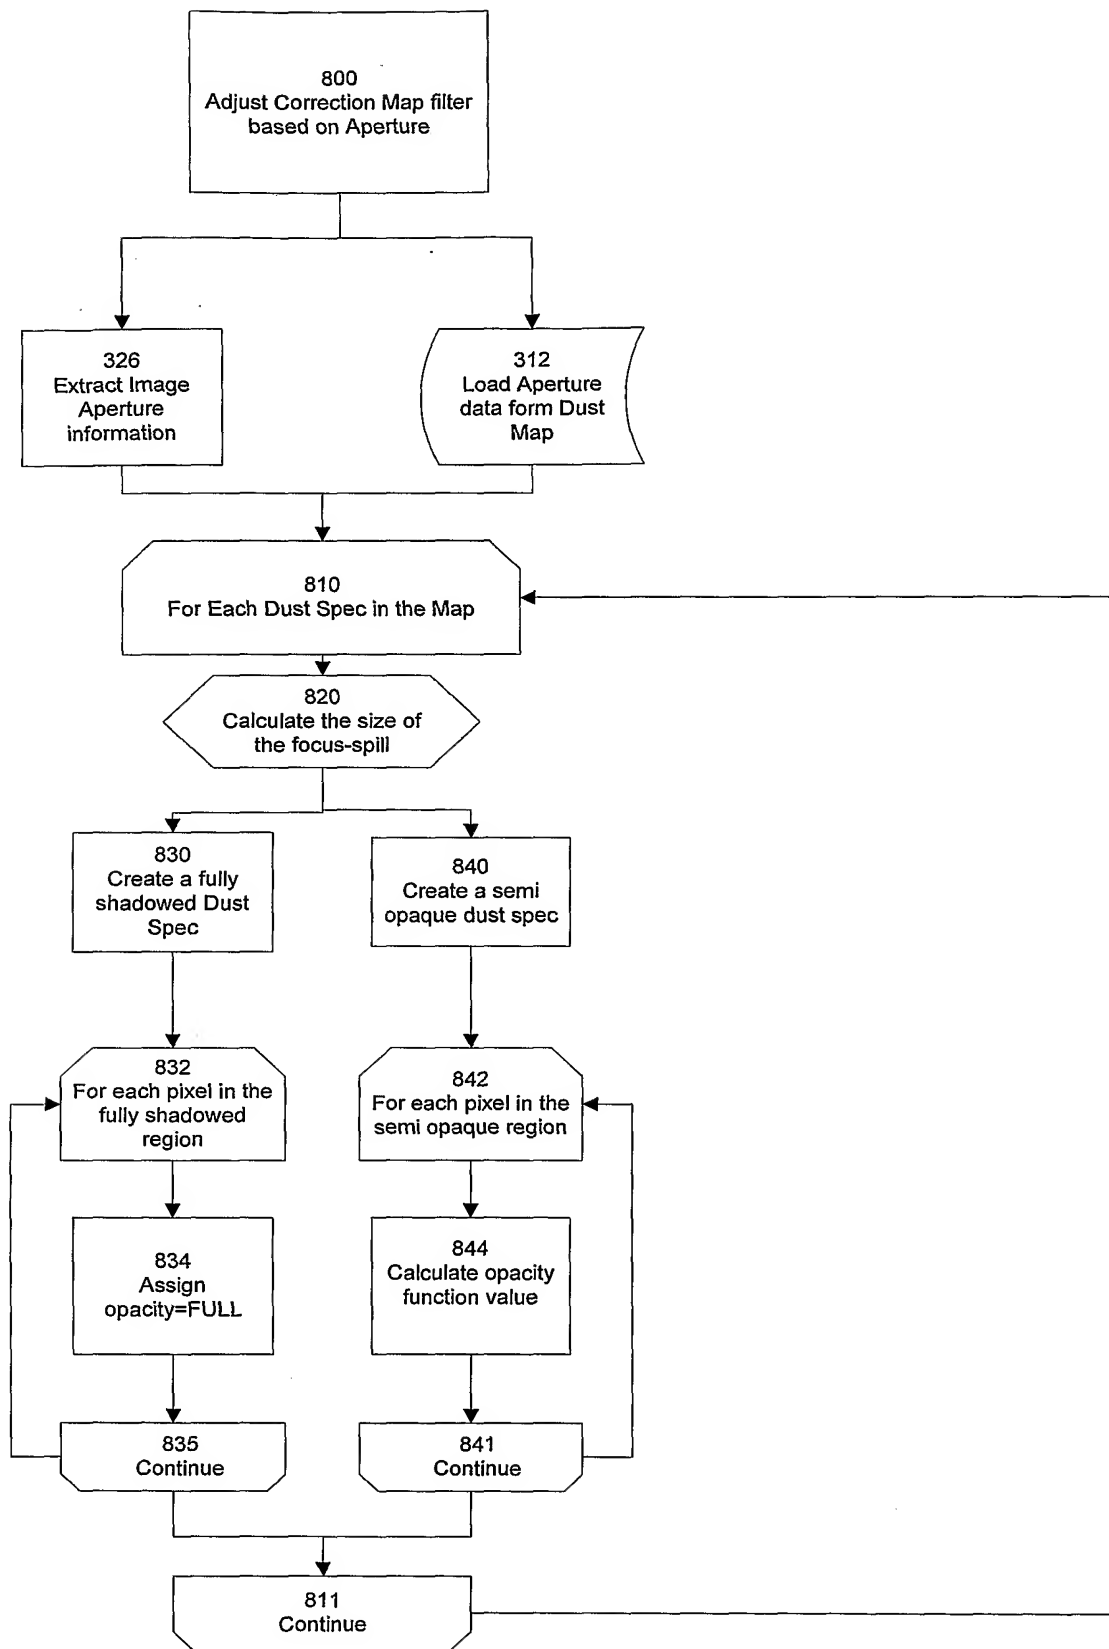 800
Adjust Correction Map filter
based on Aperture
326
Extract Image
Aperture
information
312
Load Aperture
data form Dust
Map
810
For Each Dust Spec in the Map
820
Calculate the size of
the focus-spill
830
Create a fully
shadowed Dust
Spec
840
Create a semi
opaque dust spec
832
For each pixel in the
fully shadowed
region
842
For each pixel in the
semi opaque region
834
Assign
opacity=FULL
844
Calculate opacity
function value
835
Continue
841
Continue
811
Continue